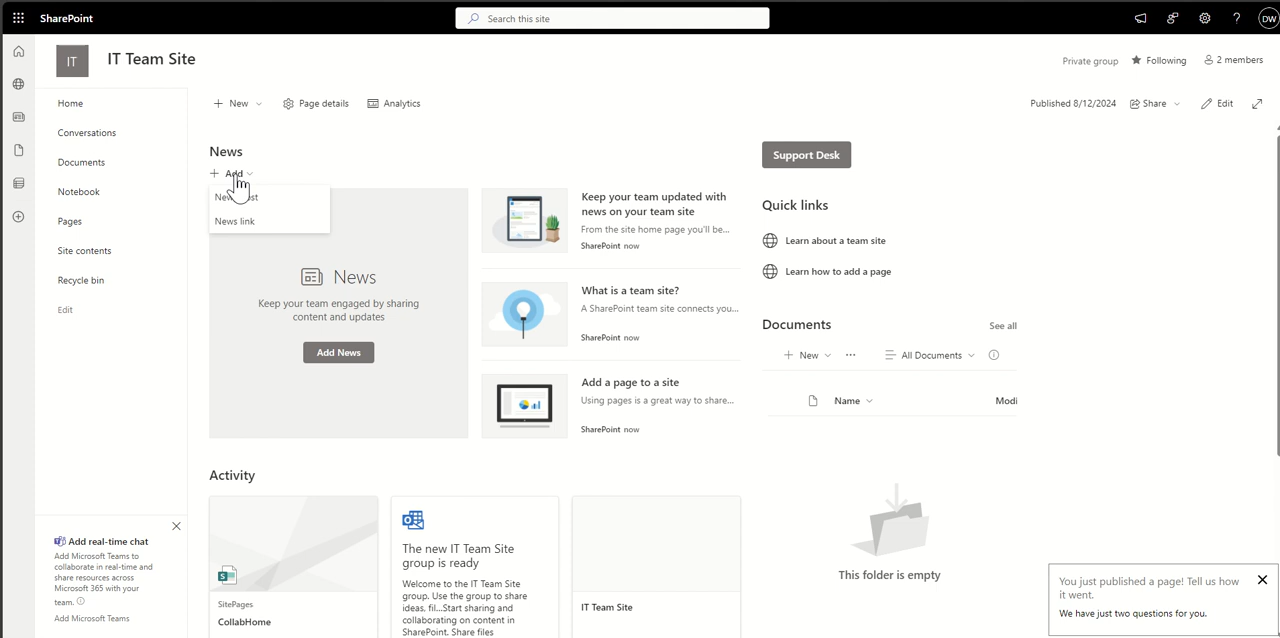 SharePoint
Search this site
DW
IT
IT Team Site
Private group
Following
2 members
Home
Conversations
Documents
Notebook
Pages
Site contents
Recycle bin
Edit
New
Page details
Analytics
Published 8/12/2024
Share
Edit
News
Add
News link
News
Keep your team engaged by sharing
content and updates
Add News
Keep your team updated with
news on your team site
From the site home page you'll be...
SharePoint now
What is a team site?
A SharePoint team site connects you...
SharePoint now
Add a page to a site
Using pages is a great way to share...
SharePoint now
Support Desk
Quick links
Learn about a team site
Learn how to add a page
Documents
See all
New
All Documents
Name
Modi
This folder is empty
Activity
SitePages
CollabHome
The new IT Team Site
group is ready
Welcome to the IT Team Site
group. Use the group to share
ideas, fil...Start sharing and
collaborating on content in
SharePoint. Share files
IT Team Site
Add real-time chat
Add Microsoft Teams to
collaborate in real-time and
share resources across
Microsoft 365 with your
team.
Add Microsoft Teams
You just published a page! Tell us how
it went.
We have just two questions for you.